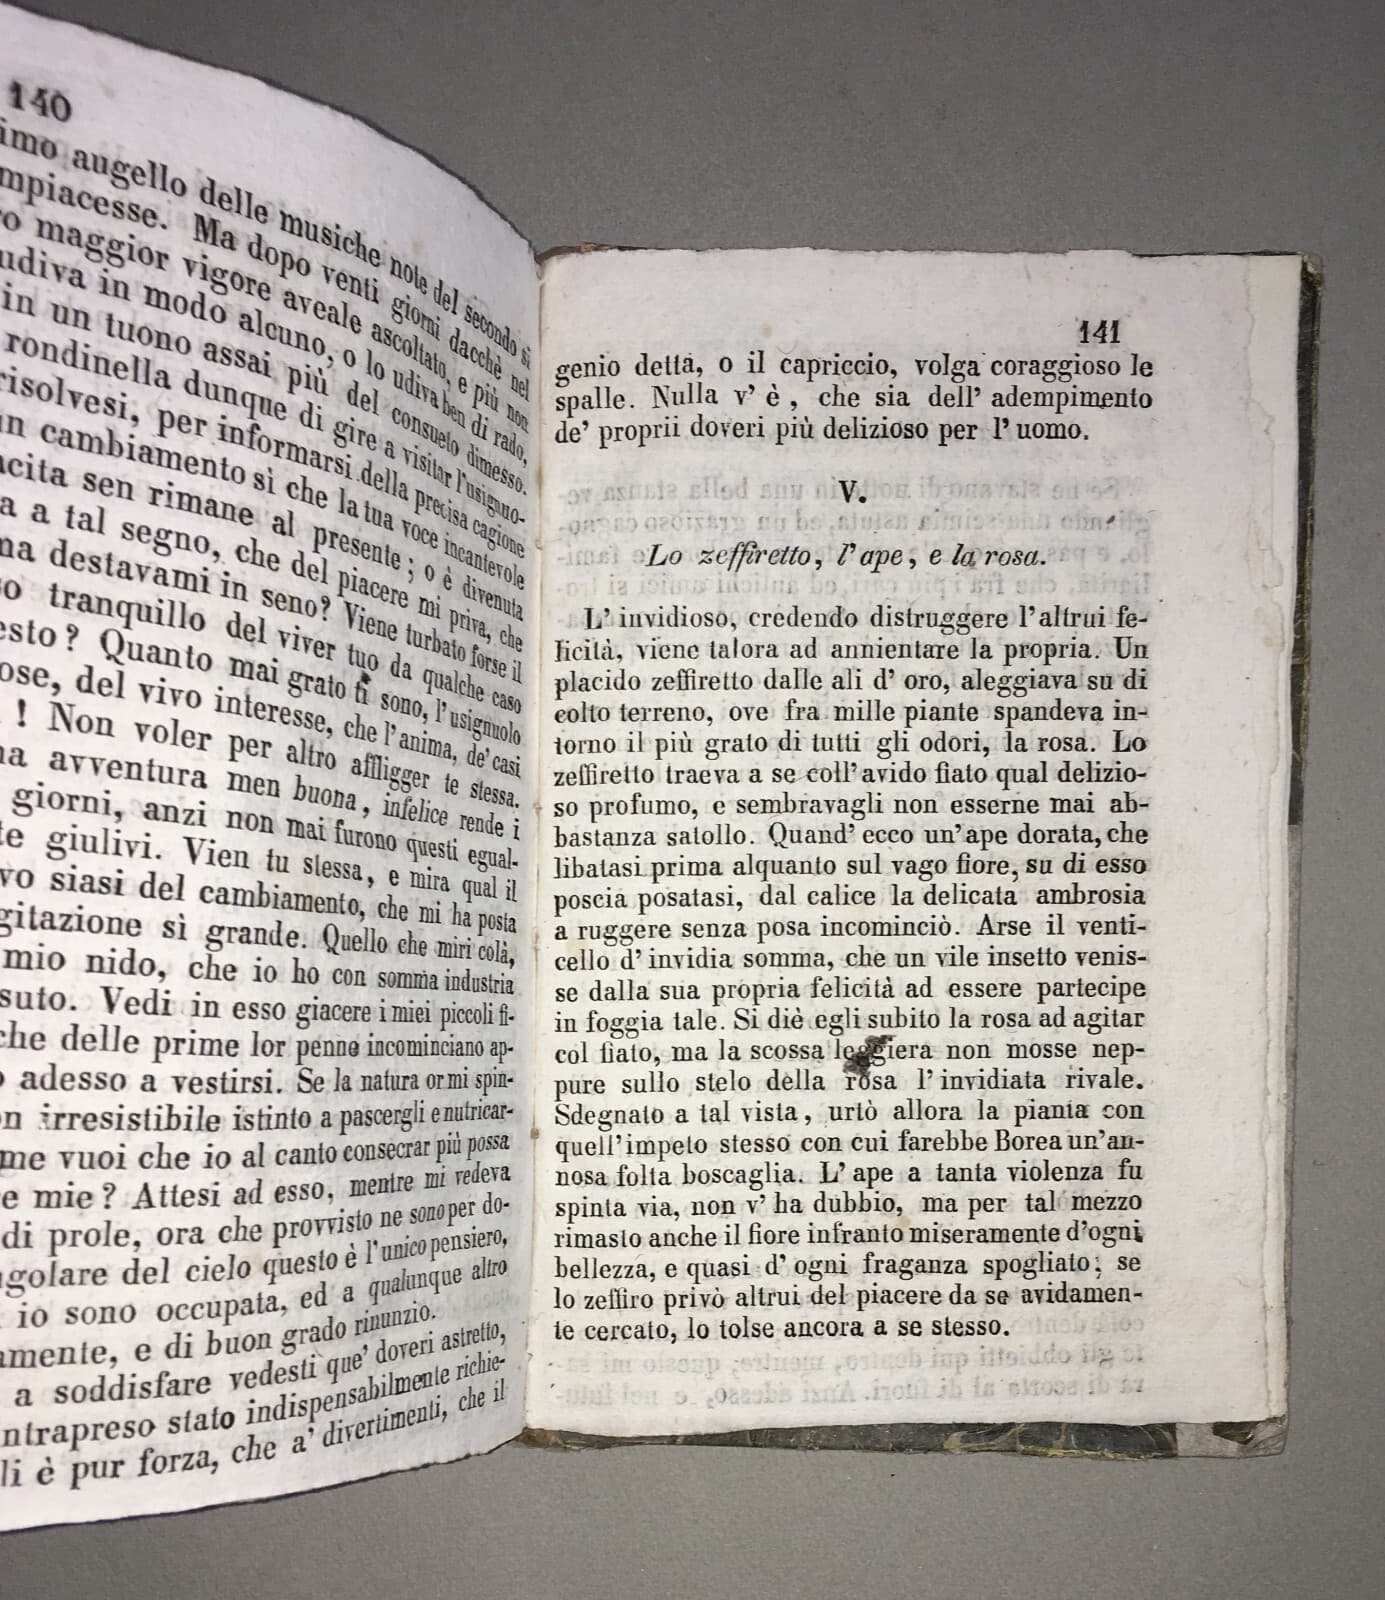 140
imo augello delle musiche note del secondo si
mpiacesse. Ma dopo venti giorni dacchè nel
o maggior vigore aveale ascoltato, e più non
udiva in modo alcuno, o lo udiva ben di rado,
in un tuono assai più del consueto dimesso.
rondinella dunque di gire a visitar l'usignuo-
risolvesi, per informarsi della precisa cagione
n cambiamento sì che la tua voce incantevole
cita sen rimane al presente; o è divenuta
a a tal segno, che del piacere mi priva, che
ma destavami in seno? Viene turbato forse il
o tranquillo del viver tuo da qualche caso
esto? Quanto mai grato ti sono, l'usignuolo
ose, del vivo interesse, che l'anima, de' casi
! Non voler per altro affligger te stessa.
na avventura men buona, infelice rende i
giorni, anzi non mai furono questi egual-
te giulivi. Vien tu stessa, e mira qual il
vo siasi del cambiamento, che mi ha posta
gitazione sì grande. Quello che miri colà,
mio nido, che io ho con somma industria
suto. Vedi in esso giacere i miei piccoli fi-
che delle prime lor penne incominciano ap-
o adesso a vestirsi. Se la natura or mi spin-
on irresistibile istinto a pascergli e nutricar-
me vuoi che io al canto consecrar più possa
e mie? Attesi ad esso, mentre mi vedeva
di prole, ora che provvisto ne sono per do-
golare del cielo questo è l'unico pensiero,
io sono occupata, ed a qualunque altro
amente, e di buon grado rinunzio.
a soddisfare vedesti que' doveri astretto,
ntrapreso stato indispensabilmente richie-
li è pur forza, che a' divertimenti, che il
141
genio detta, o il capriccio, volga coraggioso le
spalle. Nulla v' è, che sia dell' adempimento
de' proprii doveri più delizioso per l' uomo.
V.
Lo zeffiretto, l' ape, e la rosa.
L' invidioso, credendo distruggere l' altrui fe-
licità, viene talora ad annientare la propria. Un
placido zeffiretto dalle ali d' oro, aleggiava su di
colto terreno, ove fra mille piante spandeva in-
torno il più grato di tutti gli odori, la rosa. Lo
zeffiretto traeva a se coll' avido fiato qual delizio-
so profumo, e sembravagli non esserne mai ab-
bastanza satollo. Quand' ecco un' ape dorata, che
libatasi prima alquanto sul vago fiore, su di esso
poscia posatasi, dal calice la delicata ambrosia
a ruggere senza posa incominciò. Arse il venti-
cello d' invidia somma, che un vile insetto venis-
se dalla sua propria felicità ad essere partecipe
in foggia tale. Si diè egli subito la rosa ad agitar
col fiato, ma la scossa leggiera non mosse nep-
pure sullo stelo della rosa l' invidiata rivale.
Sdegnato a tal vista, urtò allora la pianta con
quell' impeto stesso con cui farebbe Borea un' an-
nosa folta boscaglia. L' ape a tanta violenza fu
spinta via, non v' ha dubbio, ma per tal mezzo
rimasto anche il fiore infranto miseramente d' ogni
bellezza, e quasi d' ogni fraganza spogliato; se
lo zeffiro privò altrui del piacere da se avidamen-
te cercato, lo tolse ancora a se stesso.